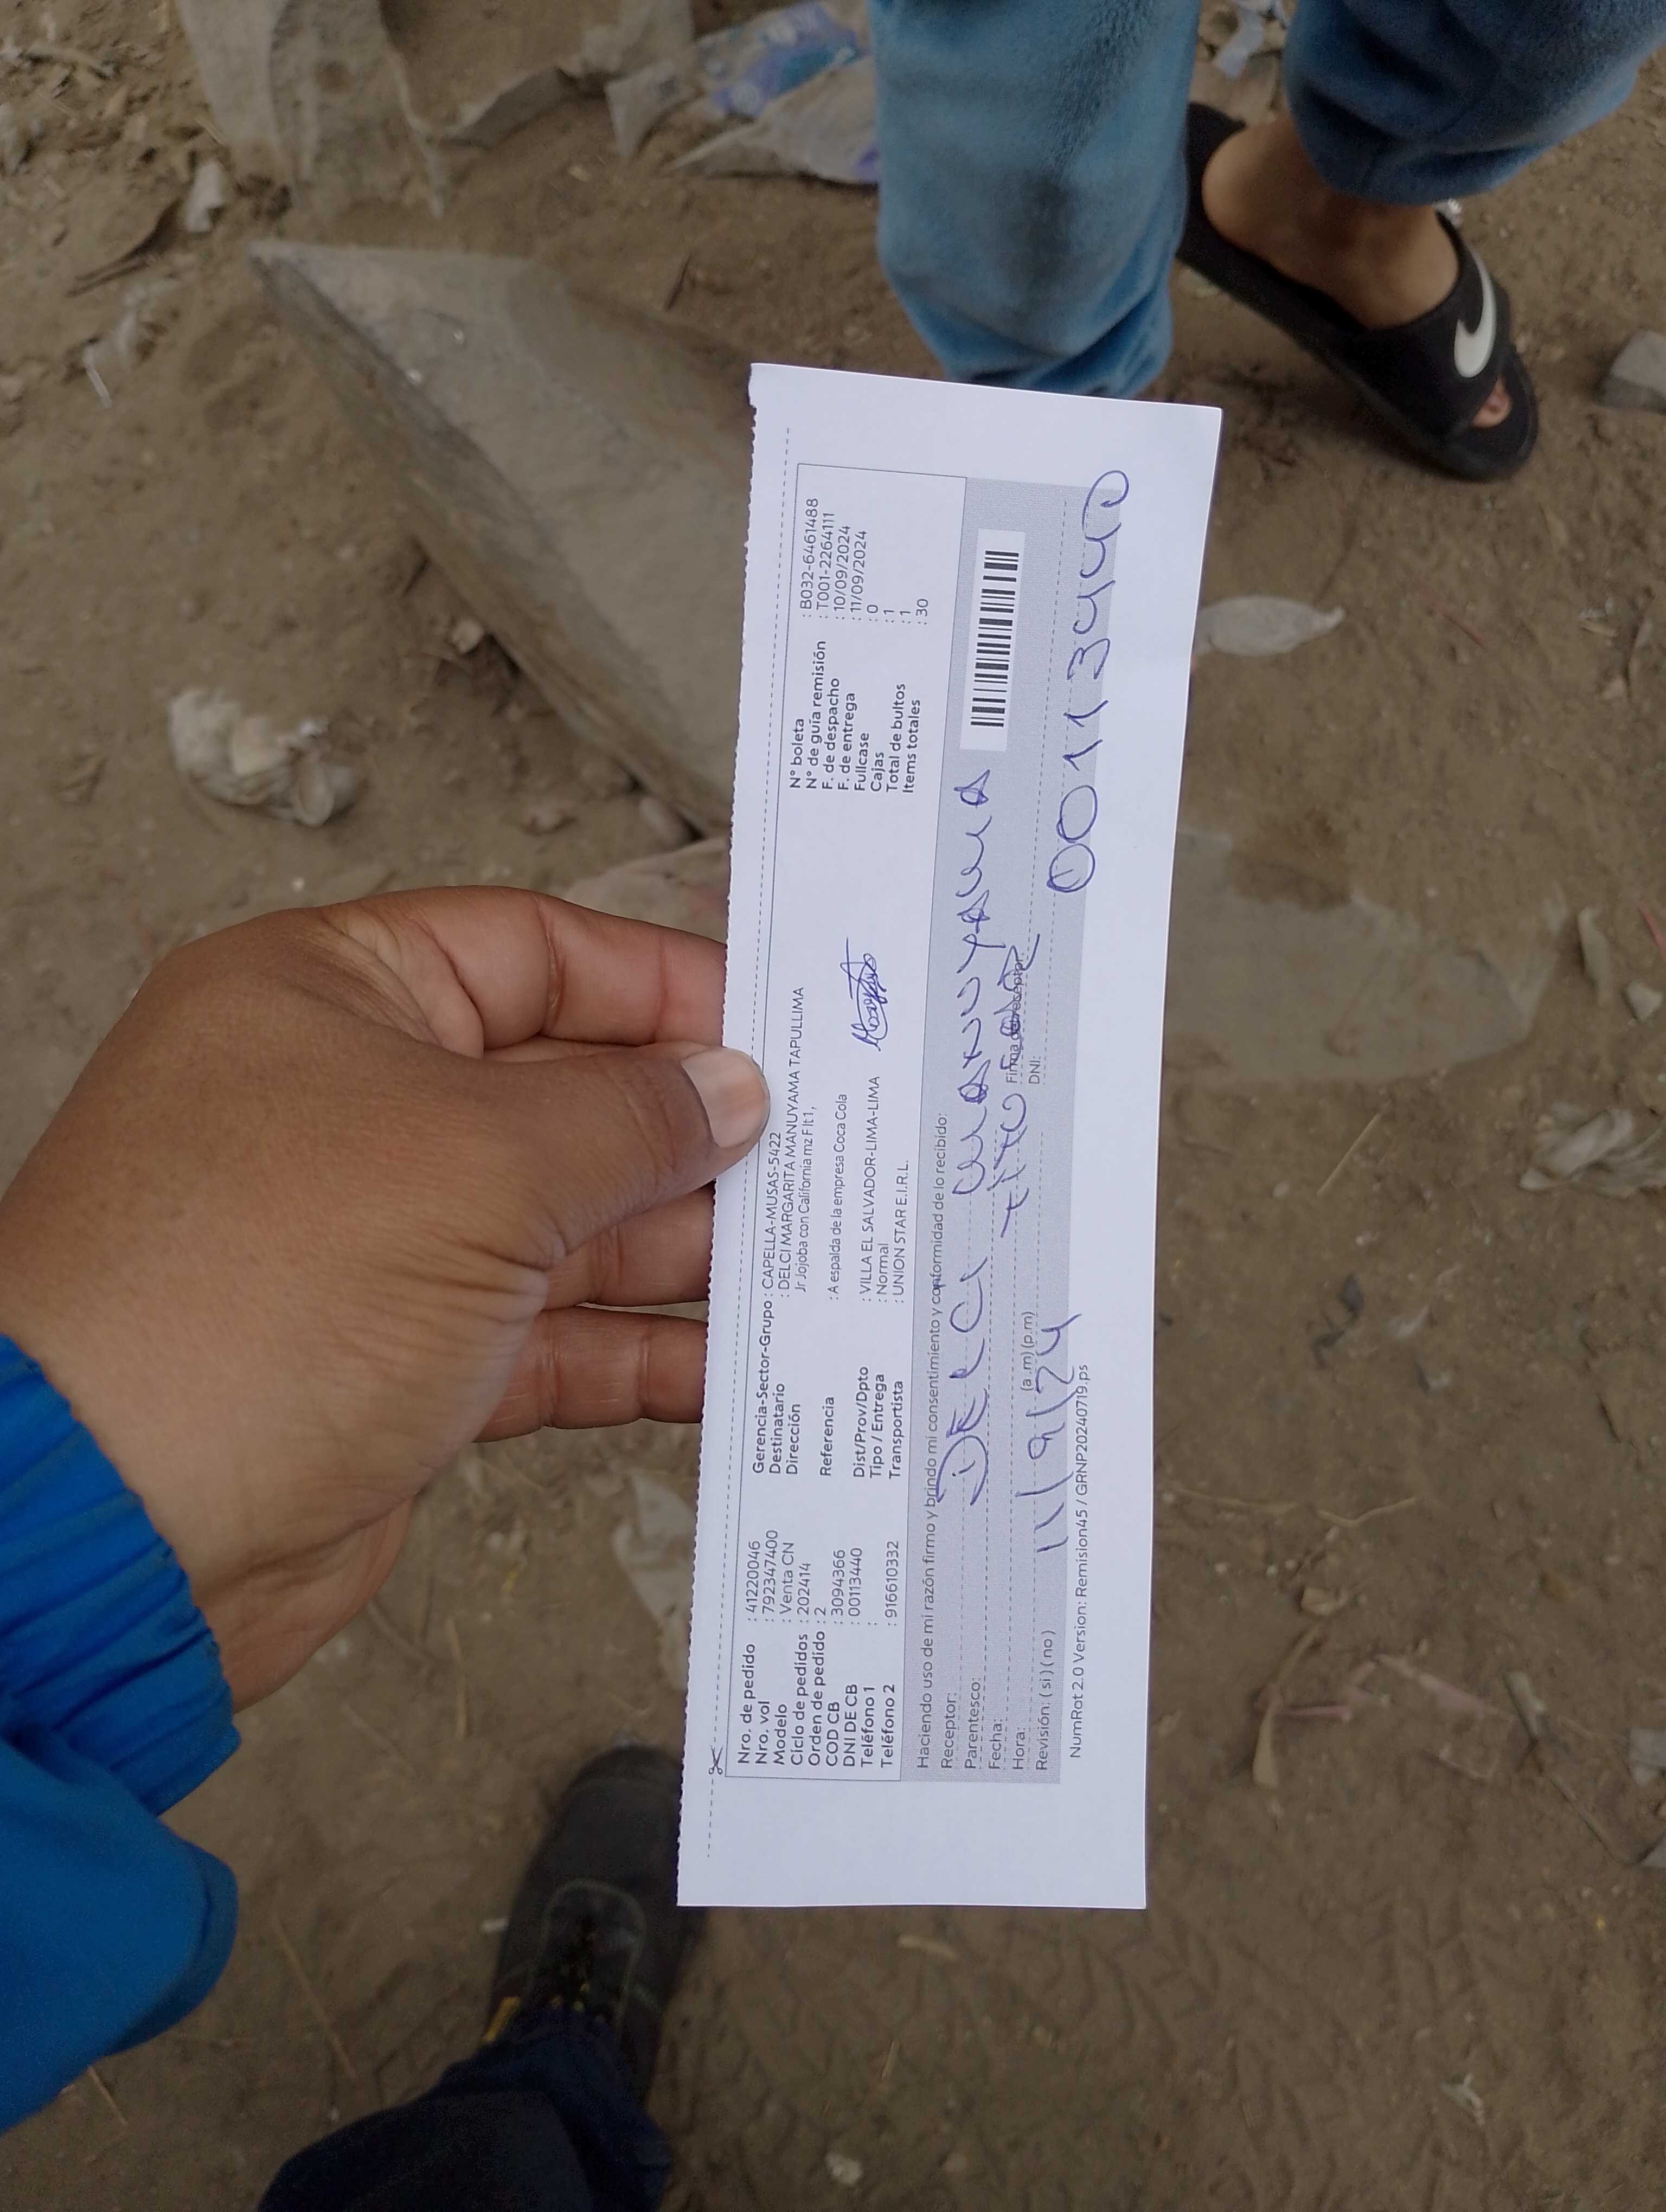 Nro. de pedido : 41220046
Nro. vol : 792347400
Modelo : Venta CN
Ciclo de pedidos : 202414
Orden de pedido : 2
COD CB : 3094366
DNI DE CB : 00113440
Teléfono 1 :
Teléfono 2 : 916610332
Gerencia-Sector-Grupo : CAPELLA-MUSAS-5422
Destinatario : DELCI MARGARITA MANUYAMA TAPULLIMA
Dirección Jr Jojoba con California mz F lt 1,
Referencia : A espalda de la empresa Coca Cola
Dist/Prov/Dpto : VILLA EL SALVADOR-LIMA-LIMA
Tipo / Entrega : Normal
Transportista : UNION STAR E.I.R.L.
N° boleta : B032-6461488
N° de guía remisión : T001-2264111
F. de despacho : 10/09/2024
F. de entrega : 11/09/2024
Fullcase : 0
Cajas : 1
Total de bultos : 1
Items totales : 30
Haciendo uso de mi razón firmo y brindo mi consentimiento y conformidad de lo recibido:
Receptor: DELCI MANUYAMA
Parentesco: titular
Fecha: 11/9/24
Hora: (a.m) (p.m)
Revisión: ( si ) ( no )
Firma del receptor:
DNI: 00113440
NumRot 2.0 Version: Remision45 / GRNP20240719.ps